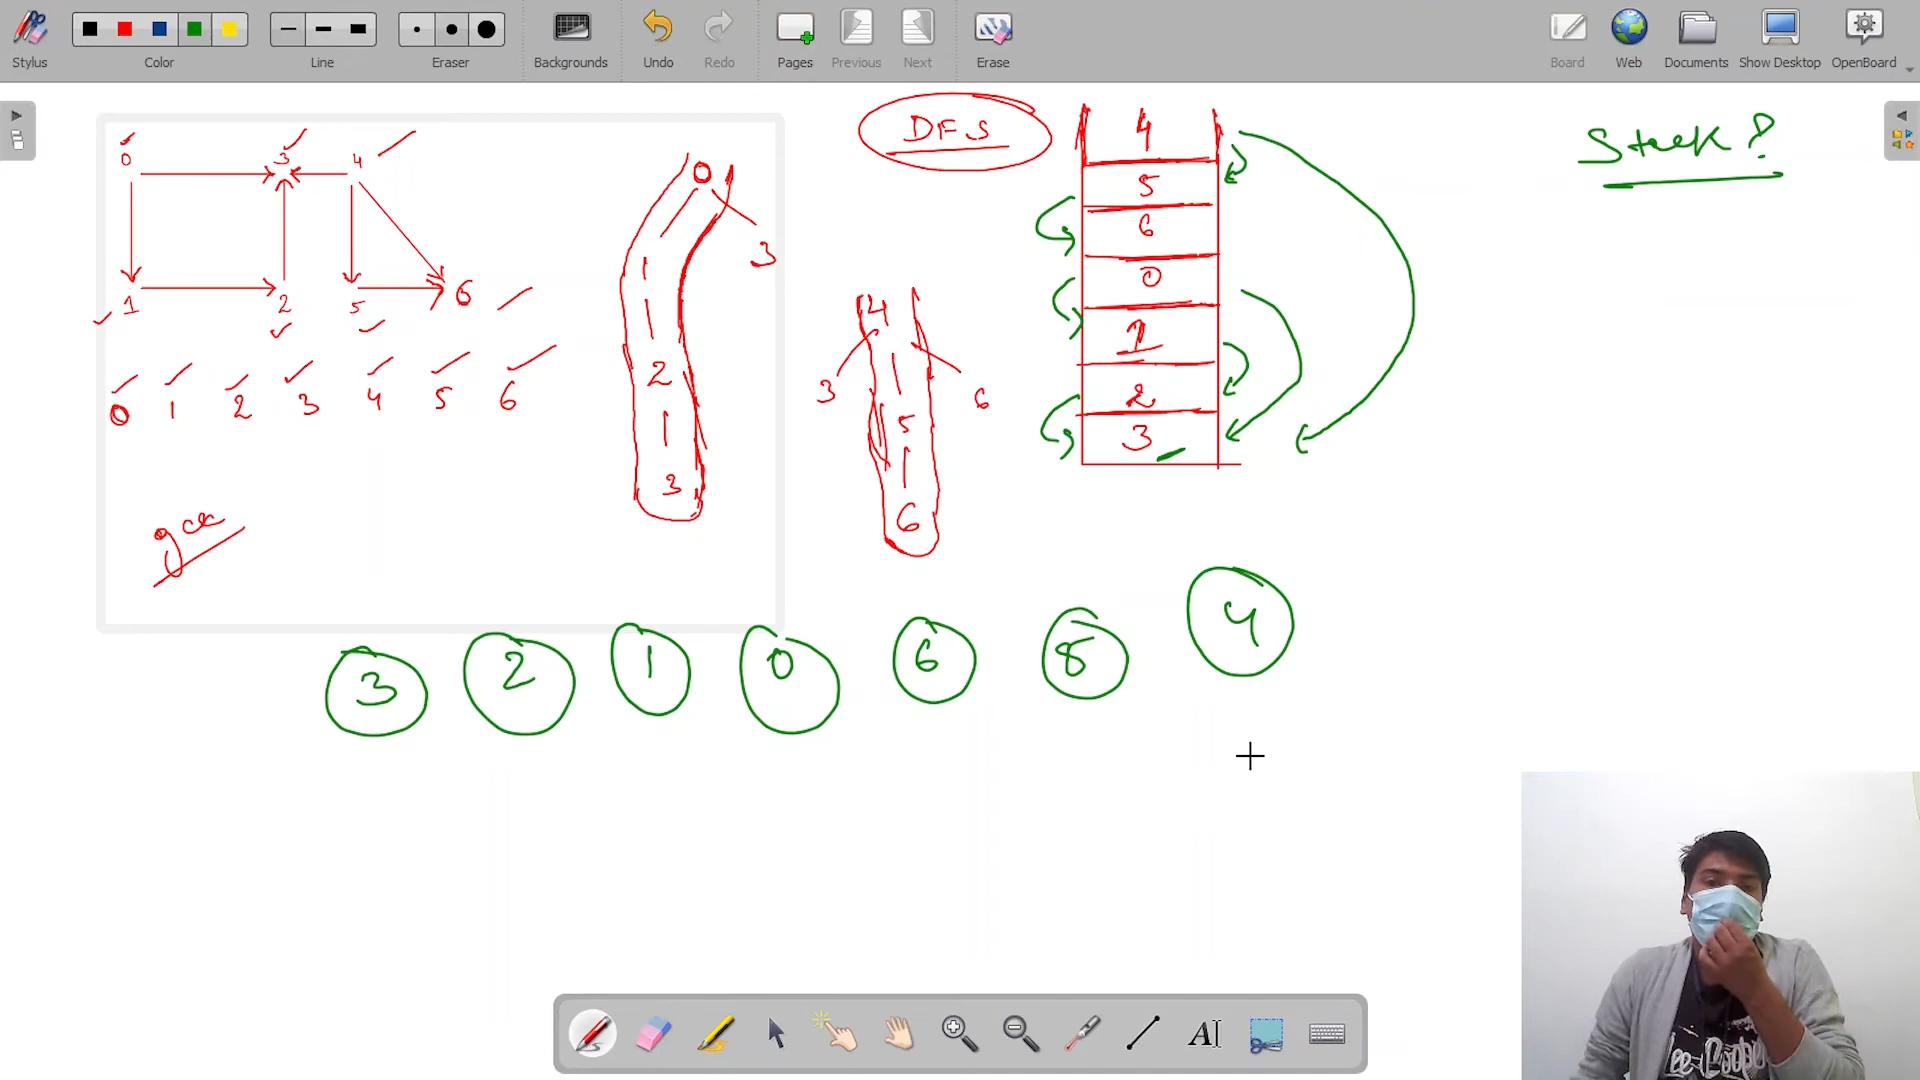 Stylus
Color
Line
Eraser
Backgrounds
Undo
Redo
Pages
Previous
Next
Erase
Board
Web
Documents
Show Desktop
OpenBoard
0 3 4
1 2 5 6
0 1 2 3 4 5 6
0
3
1
2
3
DFS
4
3
6
5
6
4
5
6
0
1
2
3
Stack?
3 2 1 0 6 5 4